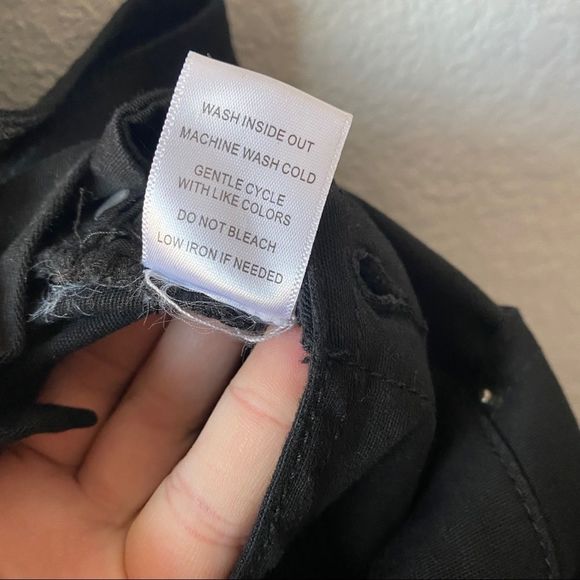 WASH INSIDE OUT
MACHINE WASH COLD
GENTLE CYCLE
WITH LIKE COLORS
DO NOT BLEACH
LOW IRON IF NEEDED